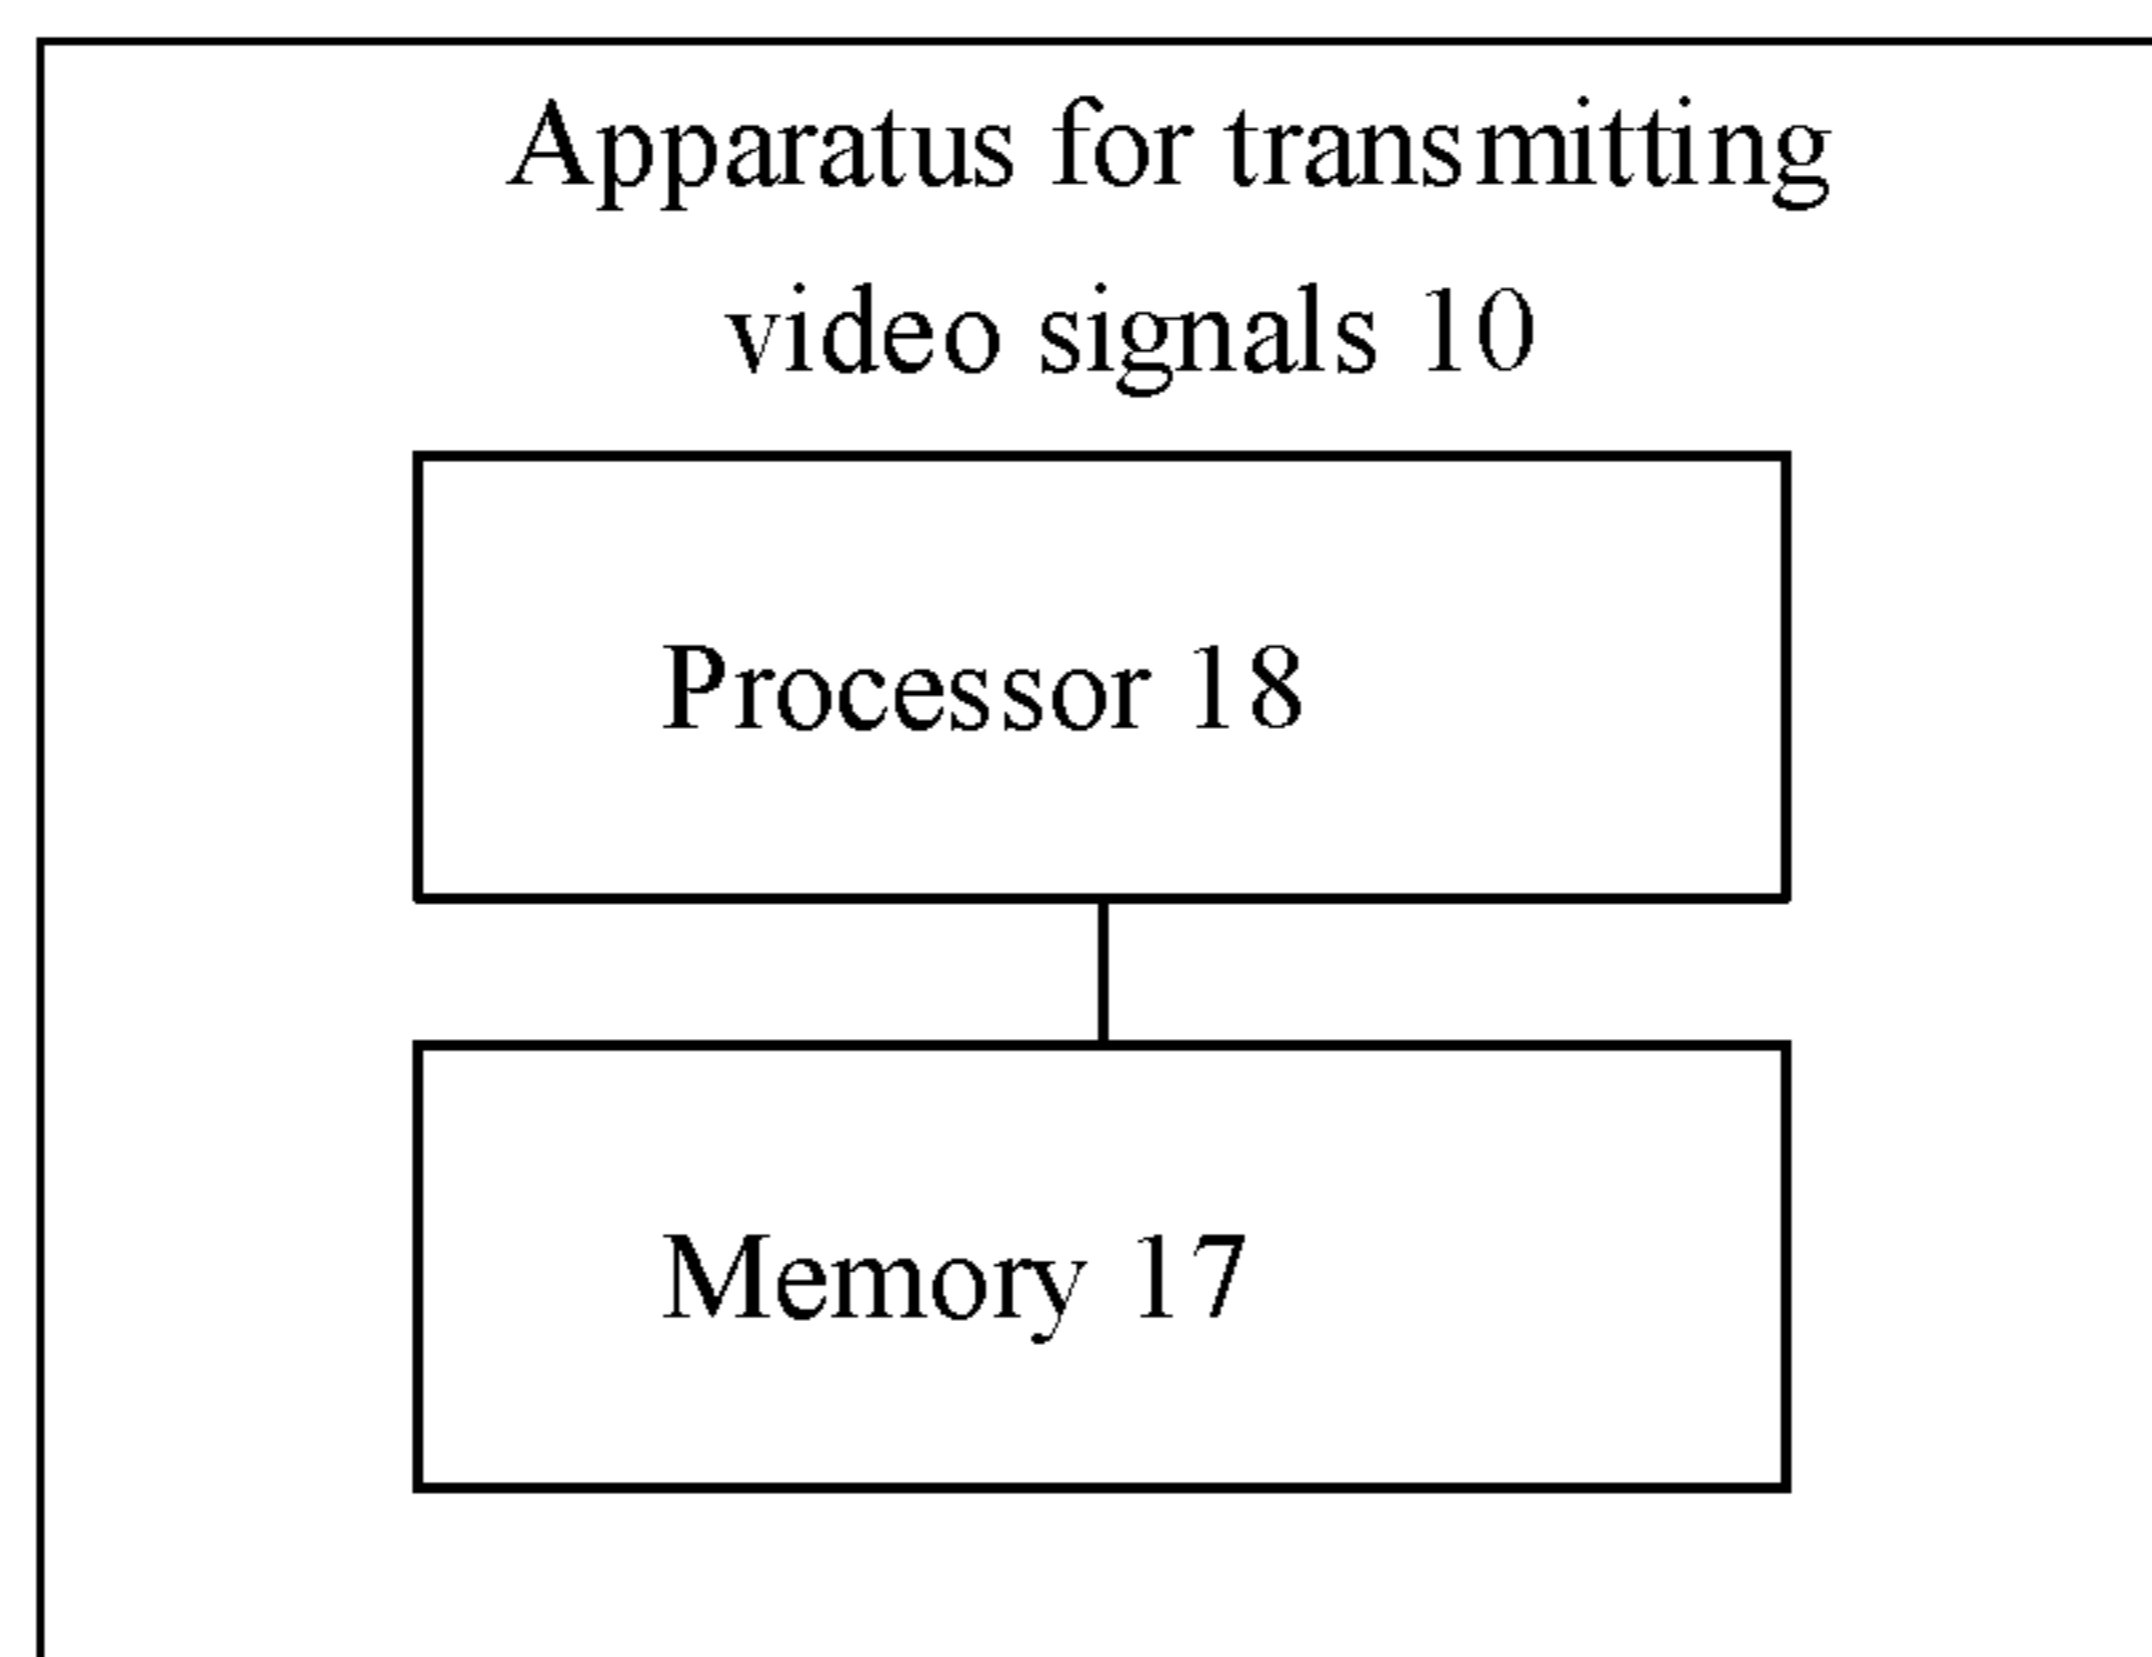 Apparatus for transmitting
video signals 10
Processor 18
Memory 17